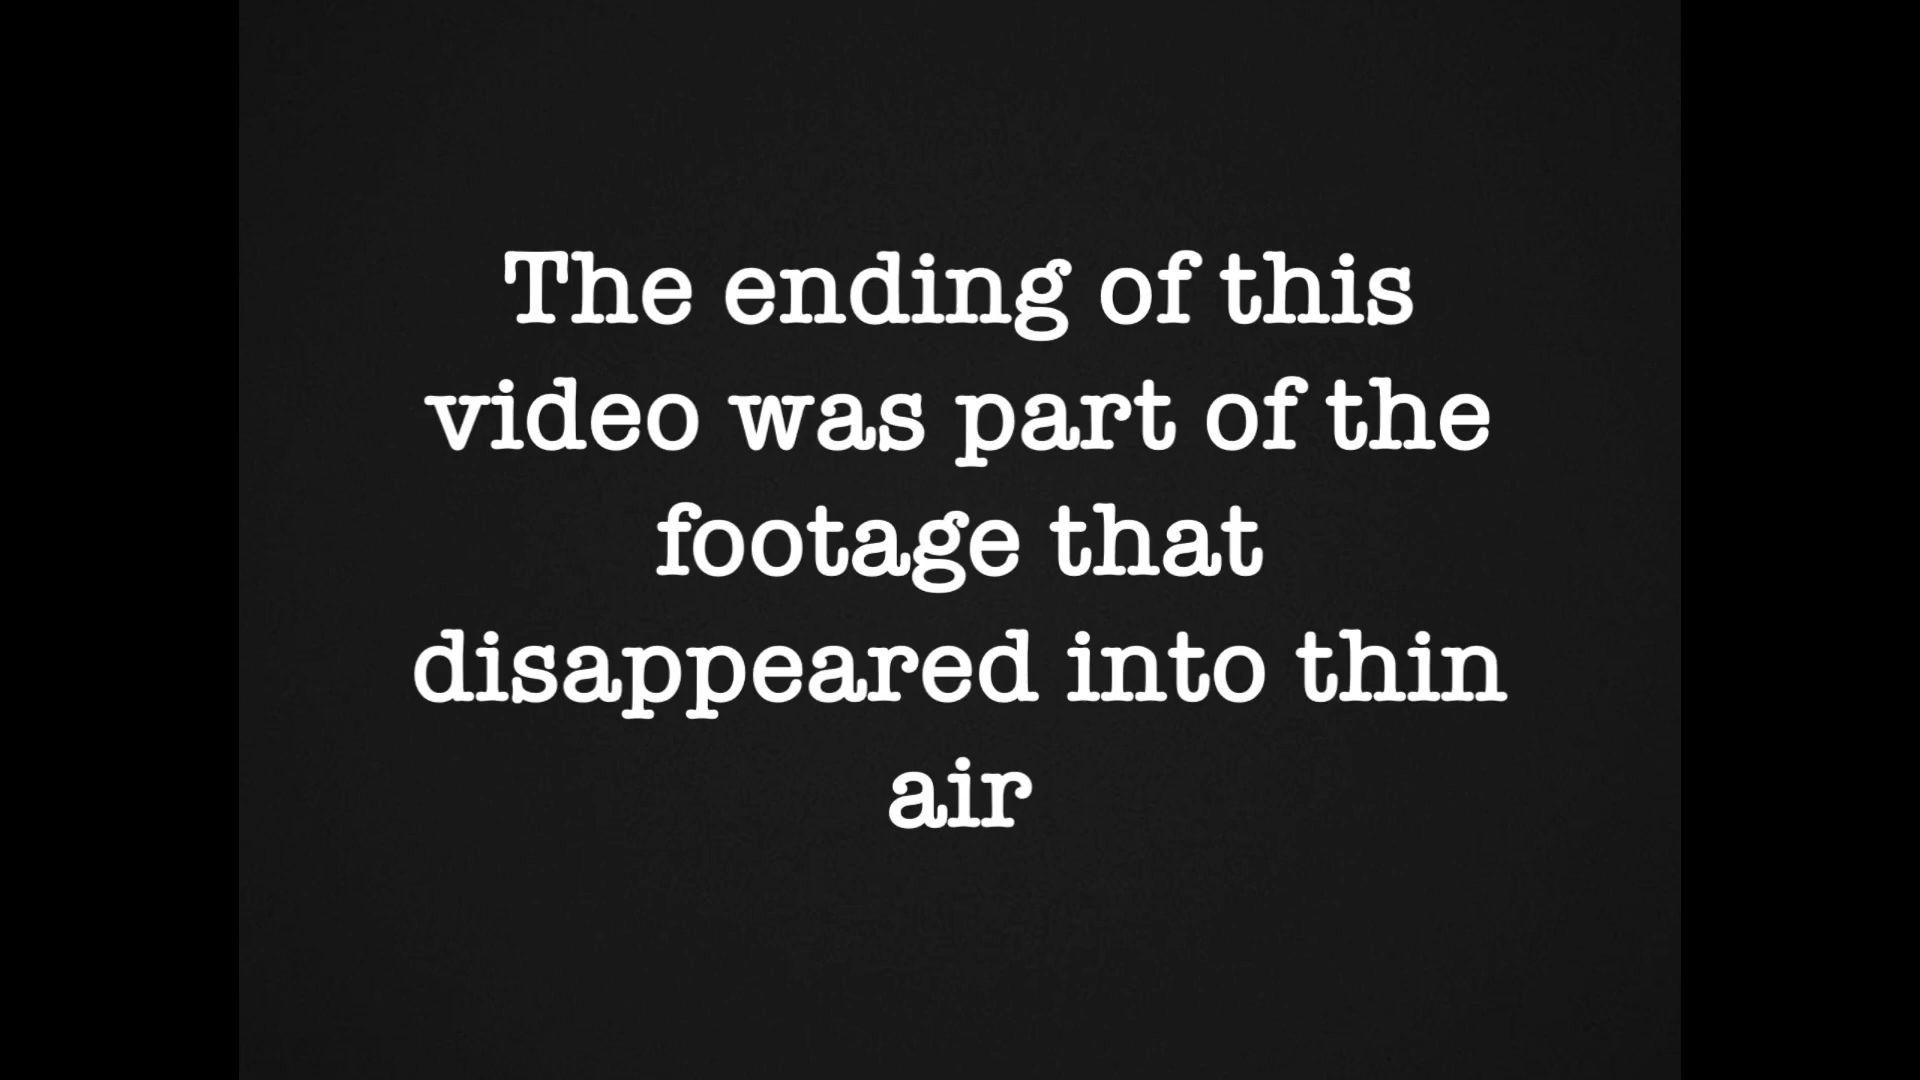 The ending of this
video was part of the
footage that
disappeared into thin
air